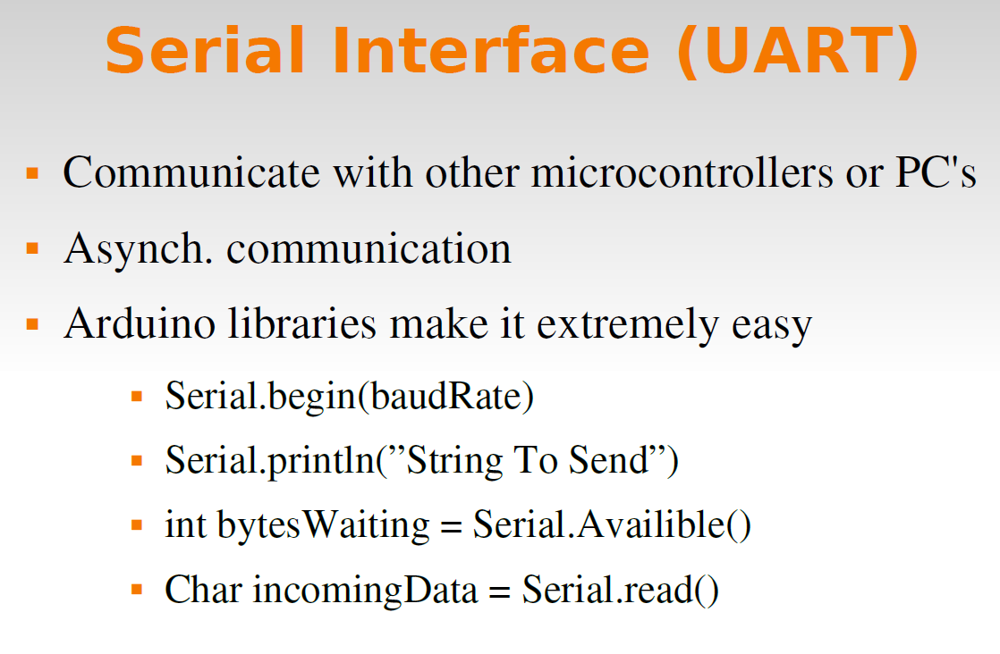 Serial Interface (UART)
Communicate with other microcontrollers or PC's
Asynch. communication
Arduino libraries make it extremely easy
Serial.begin(baudRate)
Serial.println(”String To Send”)
int bytesWaiting = Serial.Availible()
Char incomingData = Serial.read()